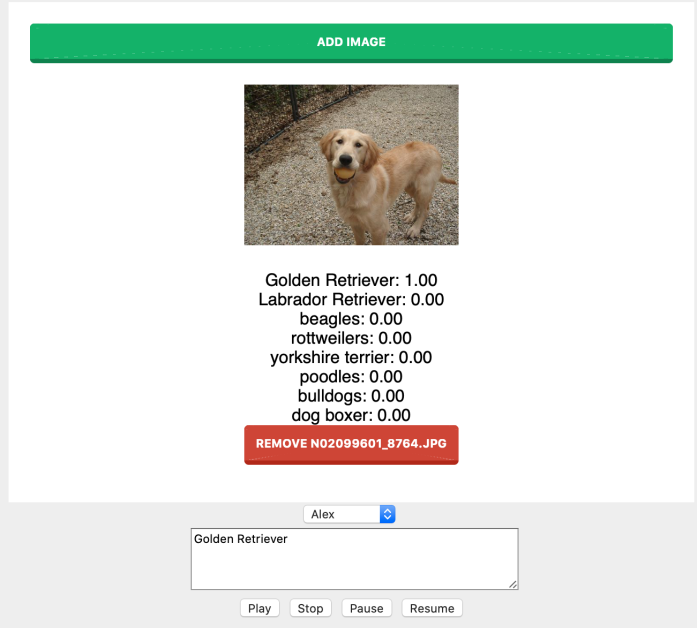 ADD IMAGE
Golden Retriever: 1.00
Labrador Retriever: 0.00
beagles: 0.00
rottweilers: 0.00
yorkshire terrier: 0.00
poodles: 0.00
bulldogs: 0.00
dog boxer: 0.00
REMOVE N02099601_8764.JPG
Alex
Golden Retriever
Play Stop Pause Resume